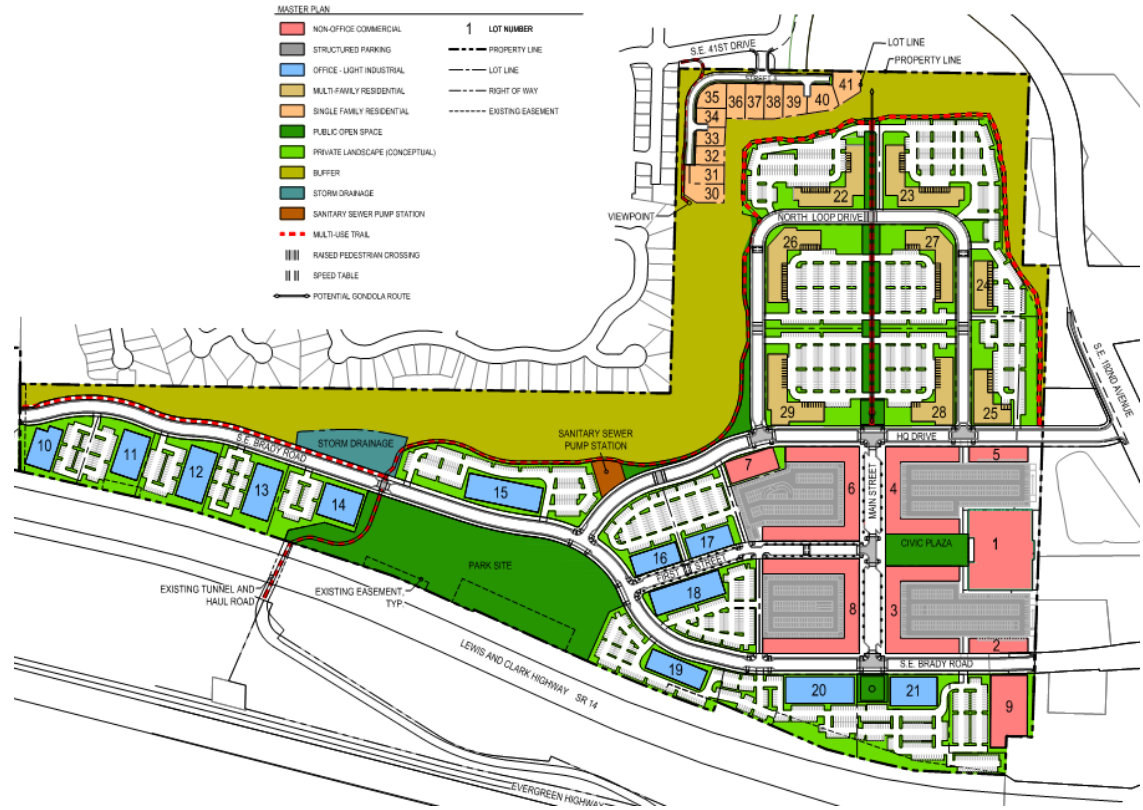 MASTER PLAN
NON-OFFICE COMMERCIAL
STRUCTURED PARKING
OFFICE - LIGHT INDUSTRIAL
MULTI-FAMILY RESIDENTIAL
SINGLE FAMILY RESIDENTIAL
PUBLIC OPEN SPACE
PRIVATE LANDSCAPE (CONCEPTUAL)
BUFFER
STORM DRAINAGE
SANITARY SEWER PUMP STATION
MULTI-USE TRAIL
RAISED PEDESTRIAN CROSSING
SPEED TABLE
POTENTIAL GONDOLA ROUTE
1 LOT NUMBER
PROPERTY LINE
LOT LINE
RIGHT OF WAY
EXISTING EASEMENT
S.E. 41ST DRIVE
LOT LINE
PROPERTY LINE
STREET A
35
36
37
38
39
40
41
34
33
32
31
30
VIEWPOINT
22
23
NORTH LOOP DRIVE
26
27
24
29
28
25
S.E. 192ND AVENUE
HQ DRIVE
10
11
12
13
14
S.E. BRADY ROAD
STORM DRAINAGE
SANITARY SEWER
PUMP STATION
15
7
6
MAIN STREET
4
5
16
17
FIRST STREET
18
CIVIC PLAZA
1
PARK SITE
EXISTING TUNNEL AND
HAUL ROAD
EXISTING EASEMENT,
TYP.
8
3
2
19
S.E. BRADY ROAD
20
21
9
LEWIS AND CLARK HIGHWAY SR 14
EVERGREEN HIGHWAY